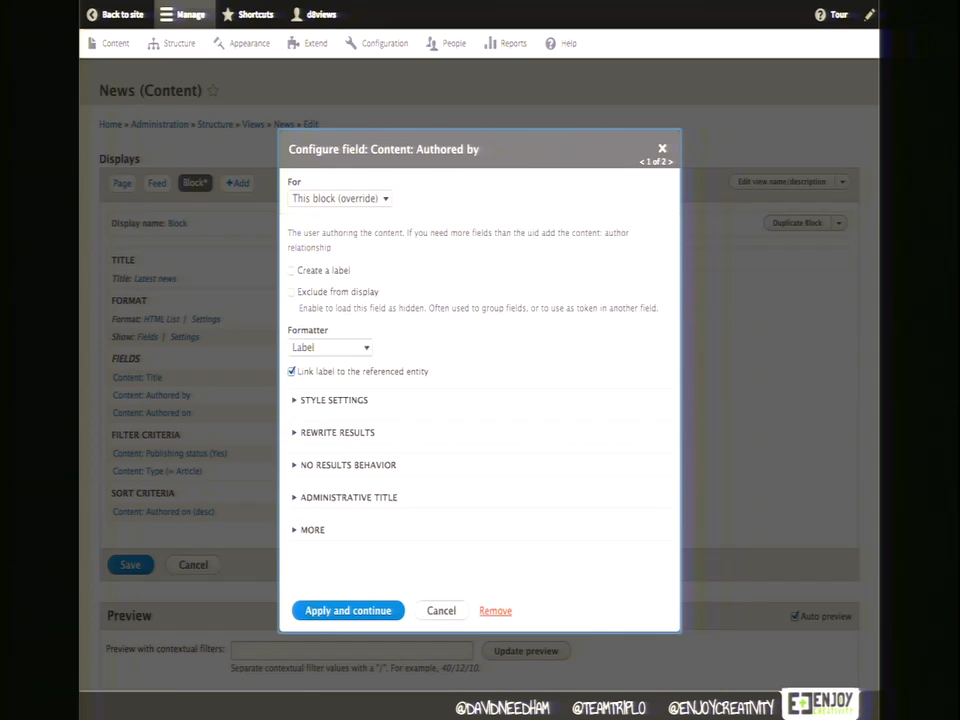 Back to site Manage Shortcuts d8views Tour
Content Structure Appearance Extend Configuration People Reports Help
News (Content)
Home » Administration » Structure » Views » News » Edit
Displays
Page Feed Block* +Add Edit view name/description
Display name: Block Duplicate Block
TITLE
Title: Latest news
FORMAT
Format: HTML List | Settings
Show: Fields | Settings
FIELDS
Content: Title
Content: Authored by
Content: Authored on
FILTER CRITERIA
Content: Publishing status (Yes)
Content: Type (= Article)
SORT CRITERIA
Content: Authored on (desc)
Save Cancel
Configure field: Content: Authored by
< 1 of 2 >
For
This block (override)
The user authoring the content. If you need more fields than the uid add the content: author
relationship
Create a label
Exclude from display
Enable to load this field as hidden. Often used to group fields, or to use as token in another field.
Formatter
Label
Link label to the referenced entity
STYLE SETTINGS
REWRITE RESULTS
NO RESULTS BEHAVIOR
ADMINISTRATIVE TITLE
MORE
Apply and continue Cancel Remove
Preview Auto preview
Preview with contextual filters: Update preview
Separate contextual filter values with a "/". For example, 40/12/10.
@DAVIDNEEDHAM @TEAMTRIPLO @ENJOYCREATIVITY ENJOY
CREATIVITY